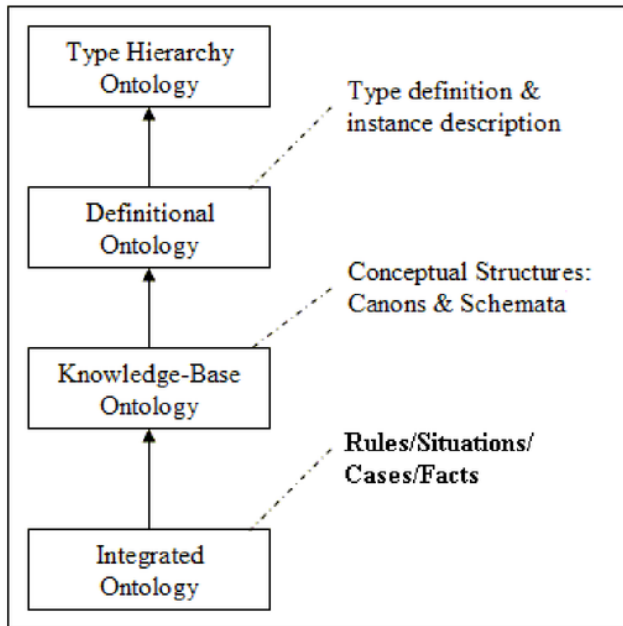 Type Hierarchy
Ontology
Type definition &
instance description
Definitional
Ontology
Conceptual Structures:
Canons & Schemata
Knowledge-Base
Ontology
Rules/Situations/
Cases/Facts
Integrated
Ontology